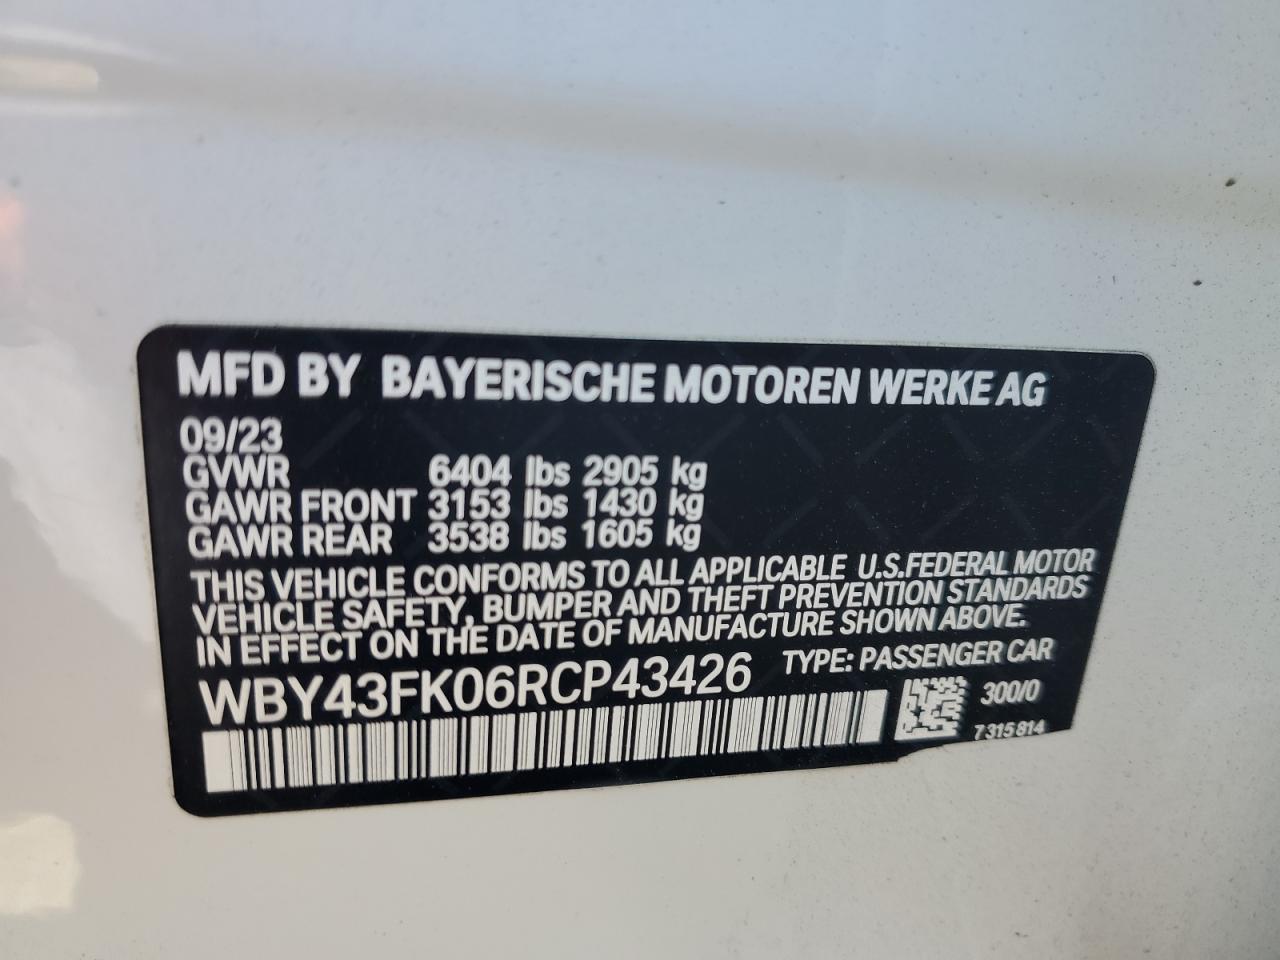 MFD BY BAYERISCHE MOTOREN WERKE AG
09/23
GVWR 6404 lbs 2905 kg
GAWR FRONT 3153 lbs 1430 kg
GAWR REAR 3538 lbs 1605 kg
THIS VEHICLE CONFORMS TO ALL APPLICABLE U.S.FEDERAL MOTOR
VEHICLE SAFETY, BUMPER AND THEFT PREVENTION STANDARDS
IN EFFECT ON THE DATE OF MANUFACTURE SHOWN ABOVE.
WBY43FK06RCP43426 TYPE: PASSENGER CAR
300/0
7 315 814